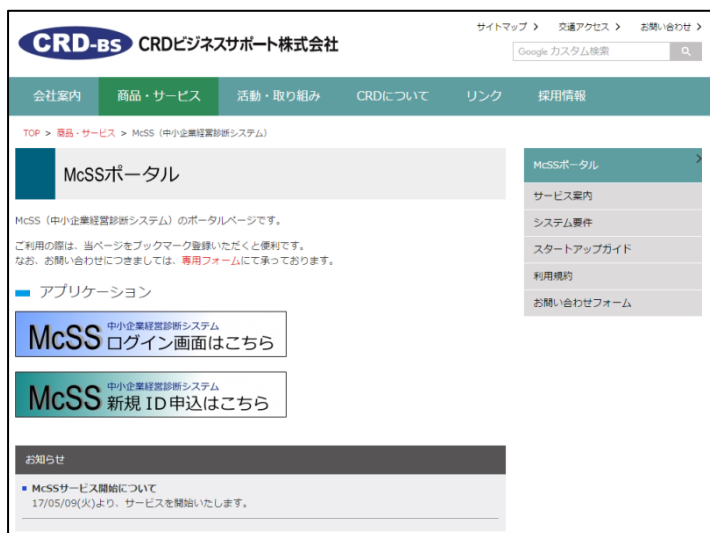 サイトマップ > 交通アクセス > お問い合わせ >
CRD-BS CRDビジネスサポート株式会社
Google カスタム検索
会社案内 商品・サービス 活動・取り組み CRDについて リンク 採用情報
TOP > 商品・サービス > McSS（中小企業経営診断システム）
McSSポータル
McSS（中小企業経営診断システム）のポータルページです。
ご利用の際は、当ページをブックマーク登録いただくと便利です。
なお、お問い合わせにつきましては、専用フォームにて承っております。
アプリケーション
McSS 中小企業経営診断システム
ログイン画面はこちら
McSS 中小企業経営診断システム
新規 ID 申込はこちら
お知らせ
McSSサービス開始について
17/05/09(火)より、サービスを開始いたします。
McSSポータル >
サービス案内
システム要件
スタートアップガイド
利用規約
お問い合わせフォーム